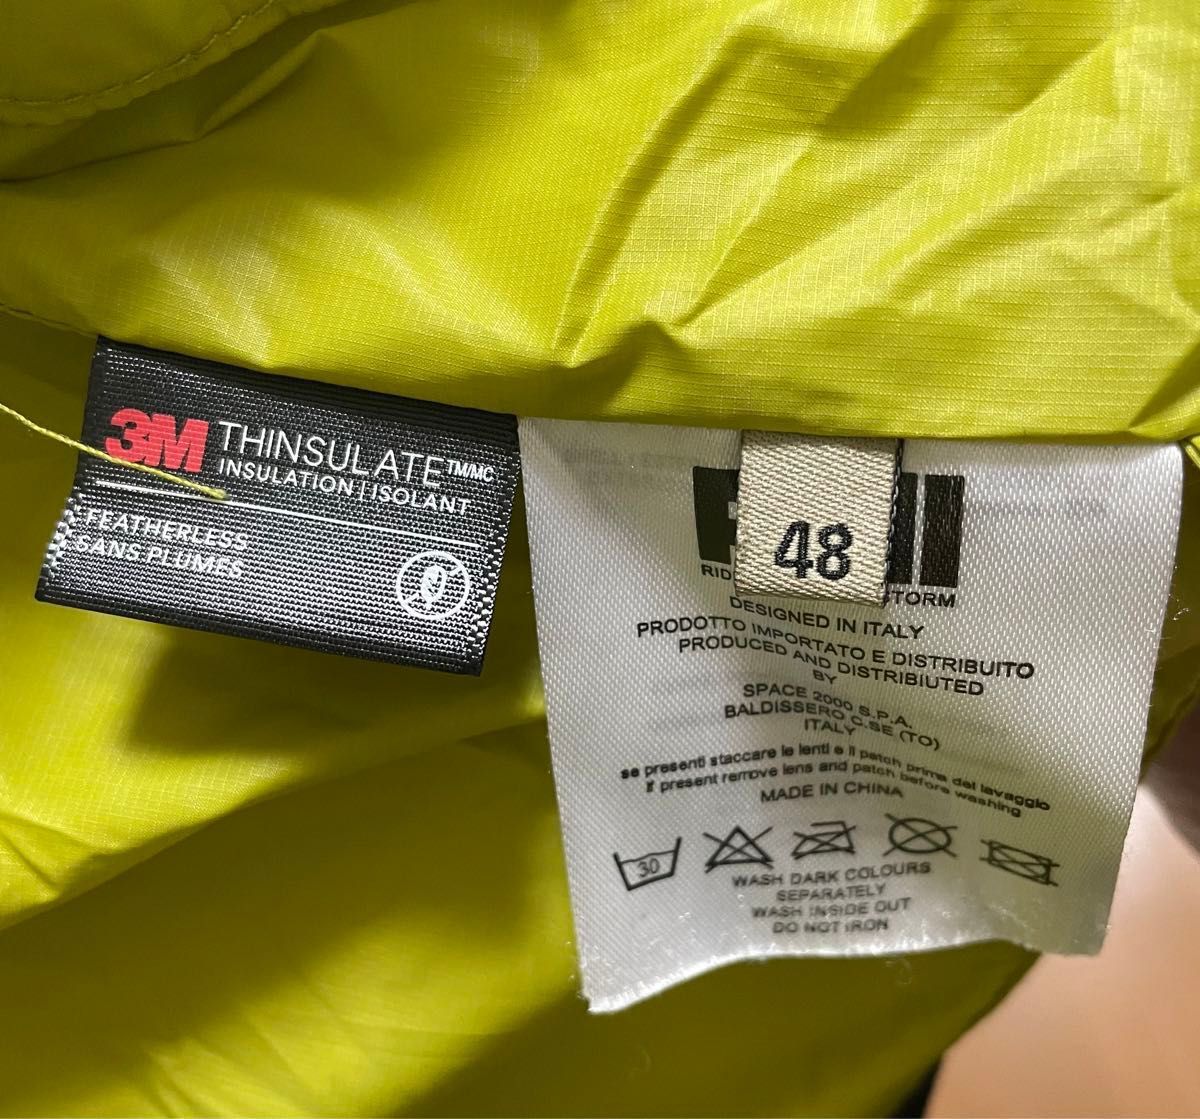 3M THINSULATE™/MC
INSULATION | ISOLANT
FEATHERLESS
SANS PLUMES
48
STORM
DESIGNED IN ITALY
PRODOTTO IMPORTATO E DISTRIBUITO
PRODUCED AND DISTRIBIUTED
BY
SPACE 2000 S.P.A.
BALDISSERO C.SE (TO)
ITALY
se presenti staccare le lenti e il patch prima del lavaggio
if present remove lens and patch before washing
MADE IN CHINA
30
WASH DARK COLOURS
SEPARATELY
WASH INSIDE OUT
DO NOT IRON